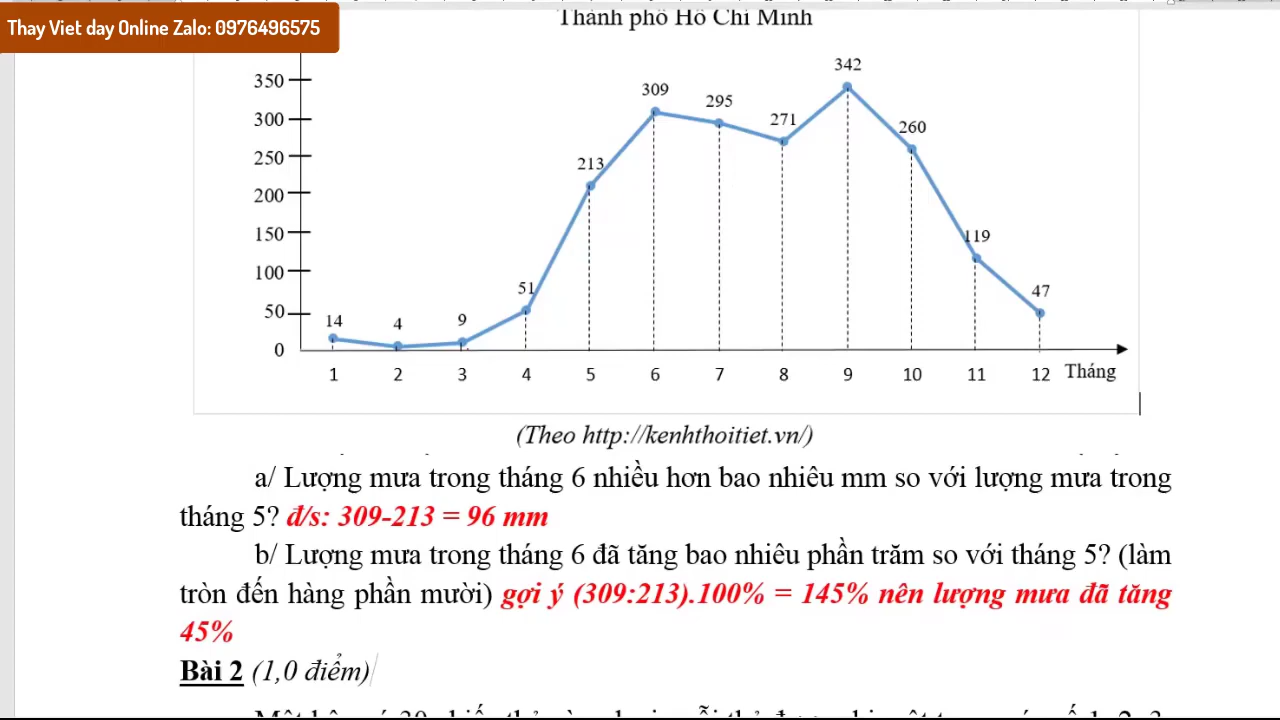 Thay Viet day Online Zalo: 0976496575
Thành phố Hồ Chí Minh
350
300
250
200
150
100
50
0
14
4
9
51
213
309
295
271
342
260
119
47
1 2 3 4 5 6 7 8 9 10 11 12 Tháng
(Theo http://kenhthoitiet.vn/)
a/ Lượng mưa trong tháng 6 nhiều hơn bao nhiêu mm so với lượng mưa trong
tháng 5? đ/s: 309-213 = 96 mm
b/ Lượng mưa trong tháng 6 đã tăng bao nhiêu phần trăm so với tháng 5? (làm
tròn đến hàng phần mười) gợi ý (309:213).100% = 145% nên lượng mưa đã tăng
45%
Bài 2 (1,0 điểm)